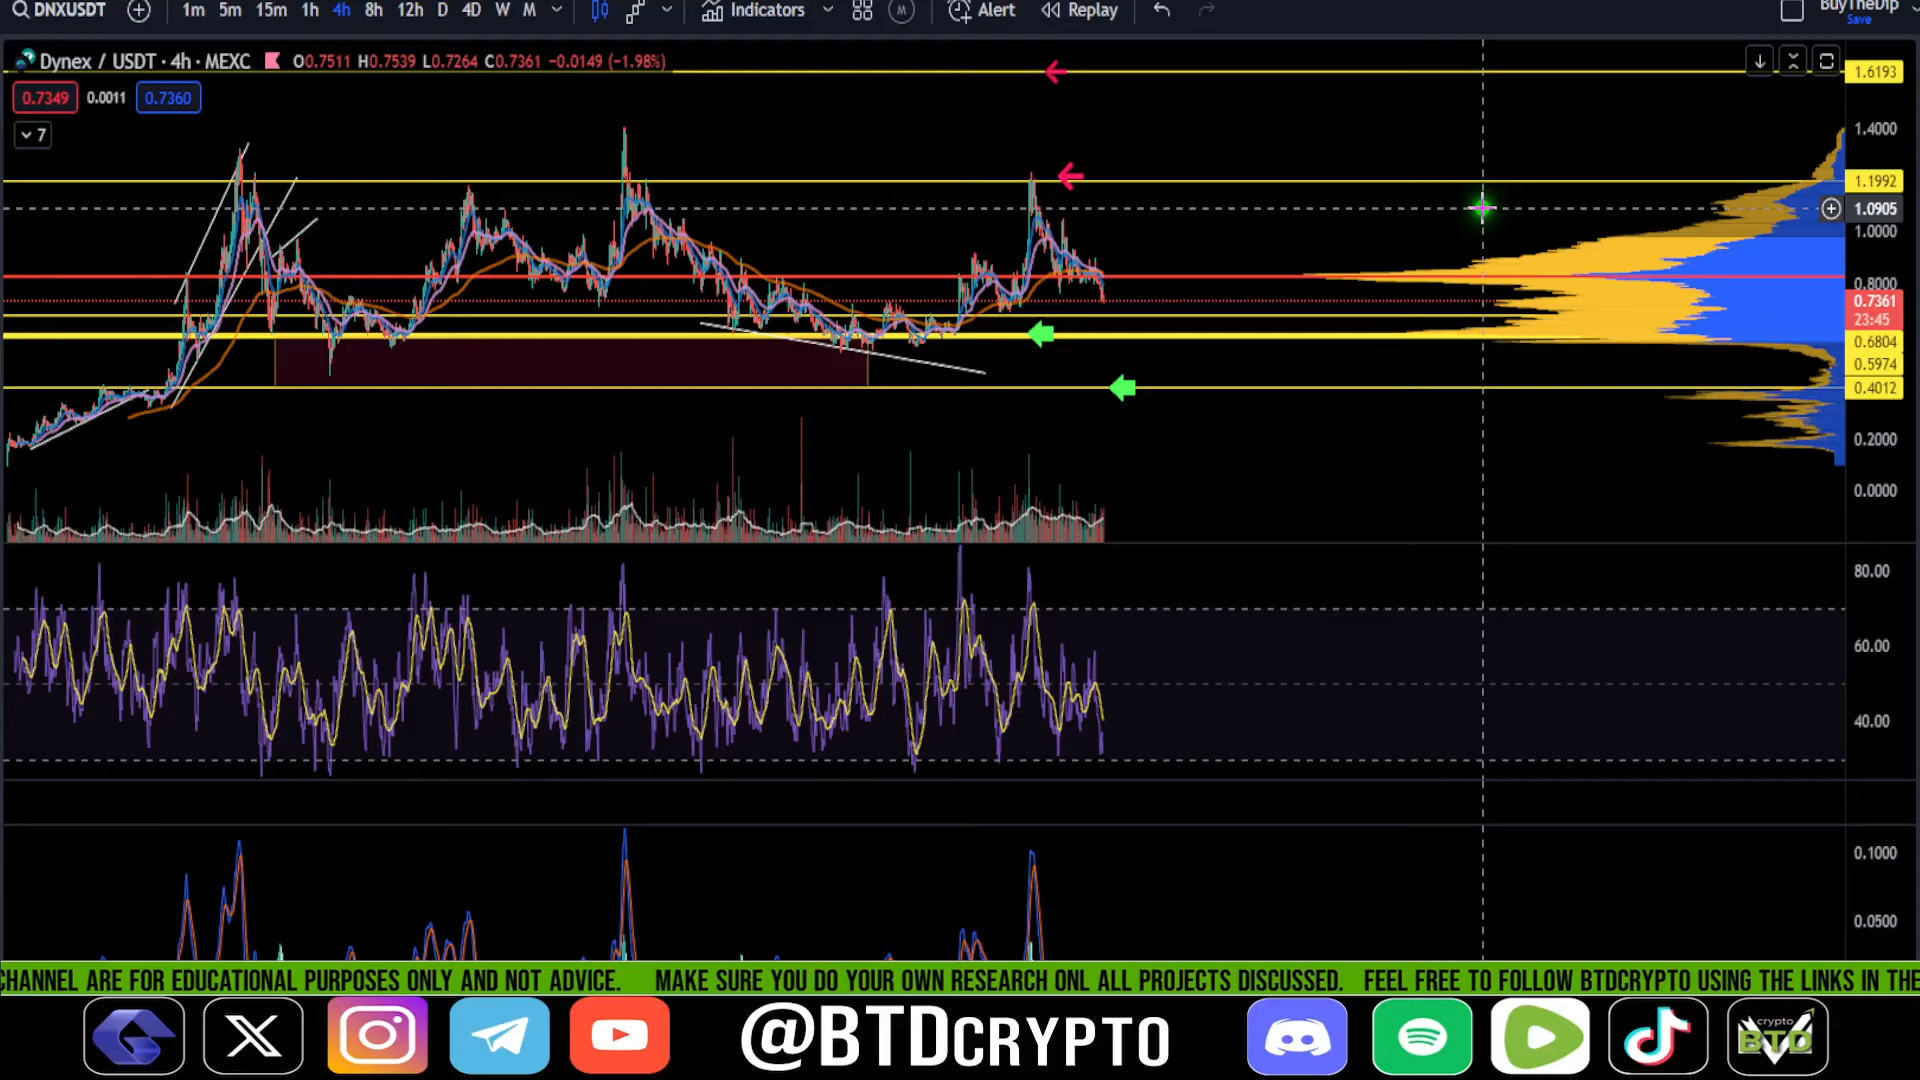 DNXUSDT 1m 5m 15m 1h 4h 8h 12h D 4D W M Indicators M Alert Replay BuyTheDip
Save
Dynex / USDT · 4h · MEXC O0.7511 H0.7539 L0.7264 C0.7361 −0.0149 (−1.98%)
0.7349 0.0011 0.7360
7
1.6193
1.4000
1.1992
1.0905
1.0000
0.8000
0.7361
23:45
0.6804
0.5974
0.4012
0.2000
0.0000
80.00
60.00
40.00
0.1000
0.0500
CHANNEL ARE FOR EDUCATIONAL PURPOSES ONLY AND NOT ADVICE. MAKE SURE YOU DO YOUR OWN RESEARCH ONL ALL PROJECTS DISCUSSED. FEEL FREE TO FOLLOW BTDCRYPTO USING THE LINKS IN THE
@BTDCRYPTO
crypto
BTD